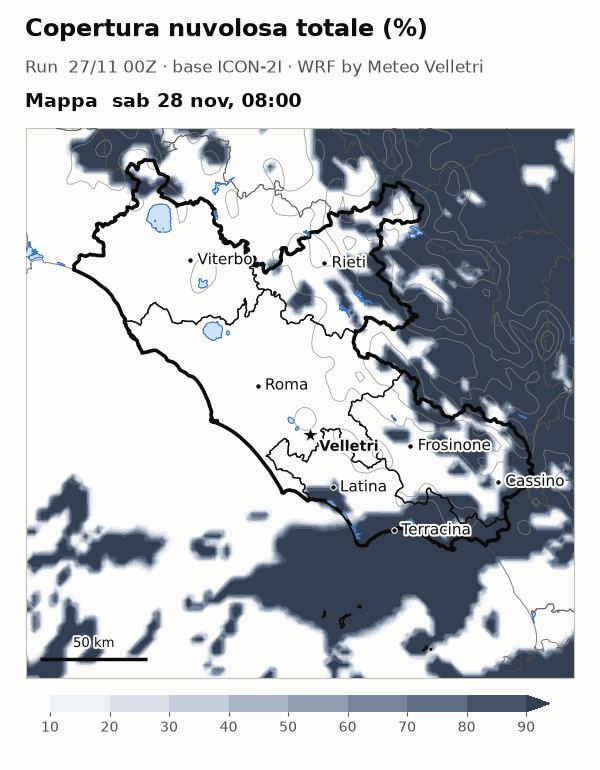 Copertura nuvolosa totale (%)
Run  27/11 00Z · base ICON-2I · WRF by Meteo Velletri
Mappa  sab 28 nov, 08:00
Viterbo
Rieti
Roma
Velletri
Frosinone
Cassino
Latina
Terracina
50 km
10 20 30 40 50 60 70 80 90